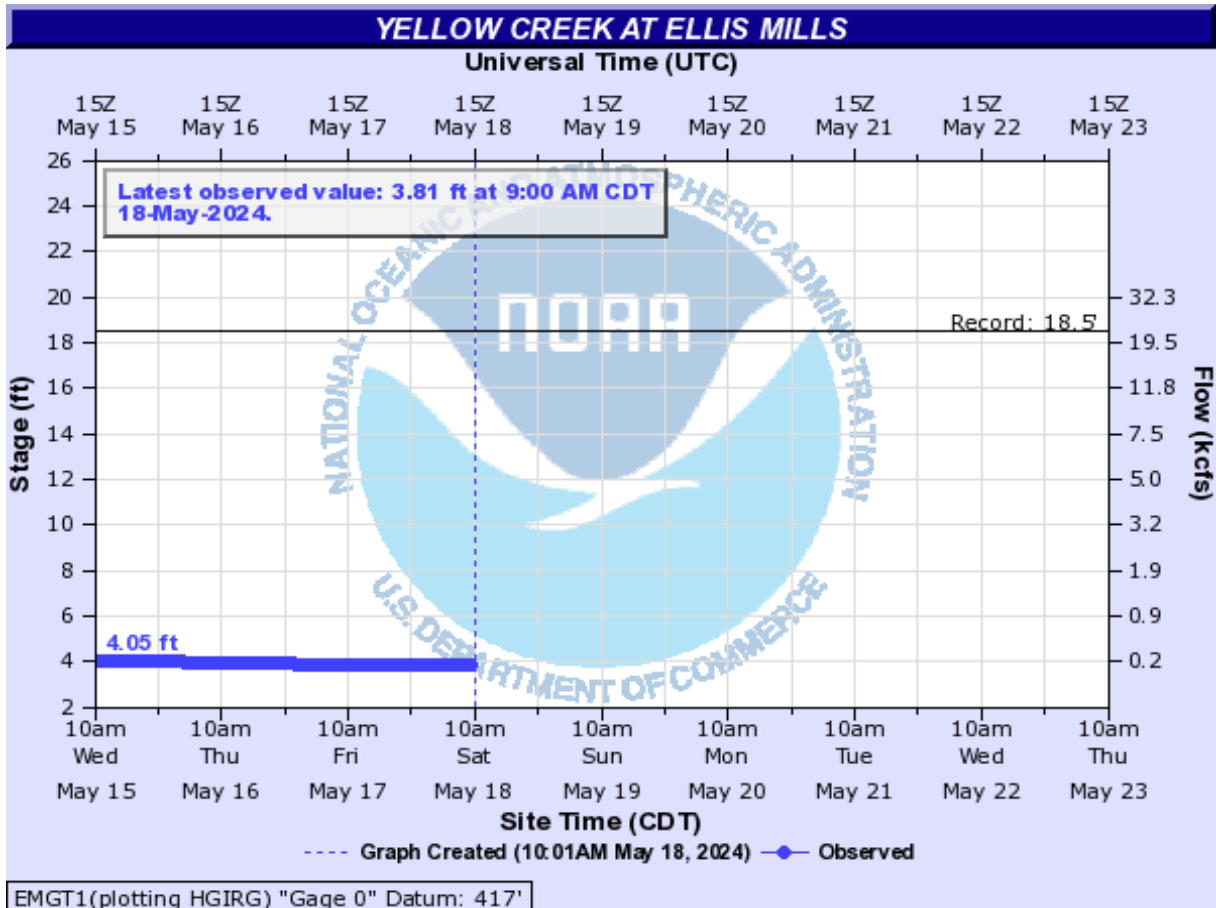 YELLOW CREEK AT ELLIS MILLS
Universal Time (UTC)
15Z 15Z 15Z 15Z 15Z 15Z 15Z 15Z 15Z
May 15 May 16 May 17 May 18 May 19 May 20 May 21 May 22 May 23
Latest observed value: 3.81 ft at 9:00 AM CDT
18-May-2024.
NATIONAL OCEANIC AND ATMOSPHERIC ADMINISTRATION
NOAA
U.S. DEPARTMENT OF COMMERCE
Record: 18.5'
4.05 ft
Stage (ft)
26
24
22
20
18
16
14
12
10
8
6
4
2
32.3
19.5
11.8
7.5
5.0
3.2
1.9
0.9
0.2
Flow (kcfs)
10am 10am 10am 10am 10am 10am 10am 10am 10am
Wed Thu Fri Sat Sun Mon Tue Wed Thu
May 15 May 16 May 17 May 18 May 19 May 20 May 21 May 22 May 23
Site Time (CDT)
---- Graph Created (10:01AM May 18, 2024) Observed
EMGT1(plotting HGIRG) "Gage 0" Datum: 417'